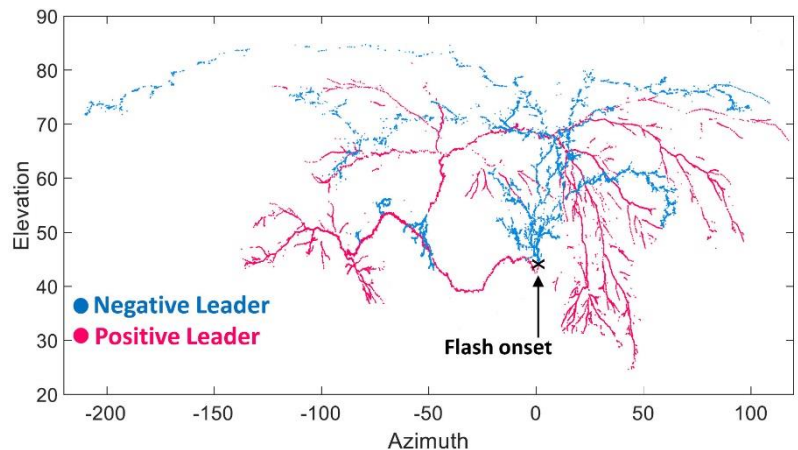 90
80
70
60
50
40
30
20
Elevation
Negative Leader
Positive Leader
Flash onset
-200 -150 -100 -50 0 50 100
Azimuth